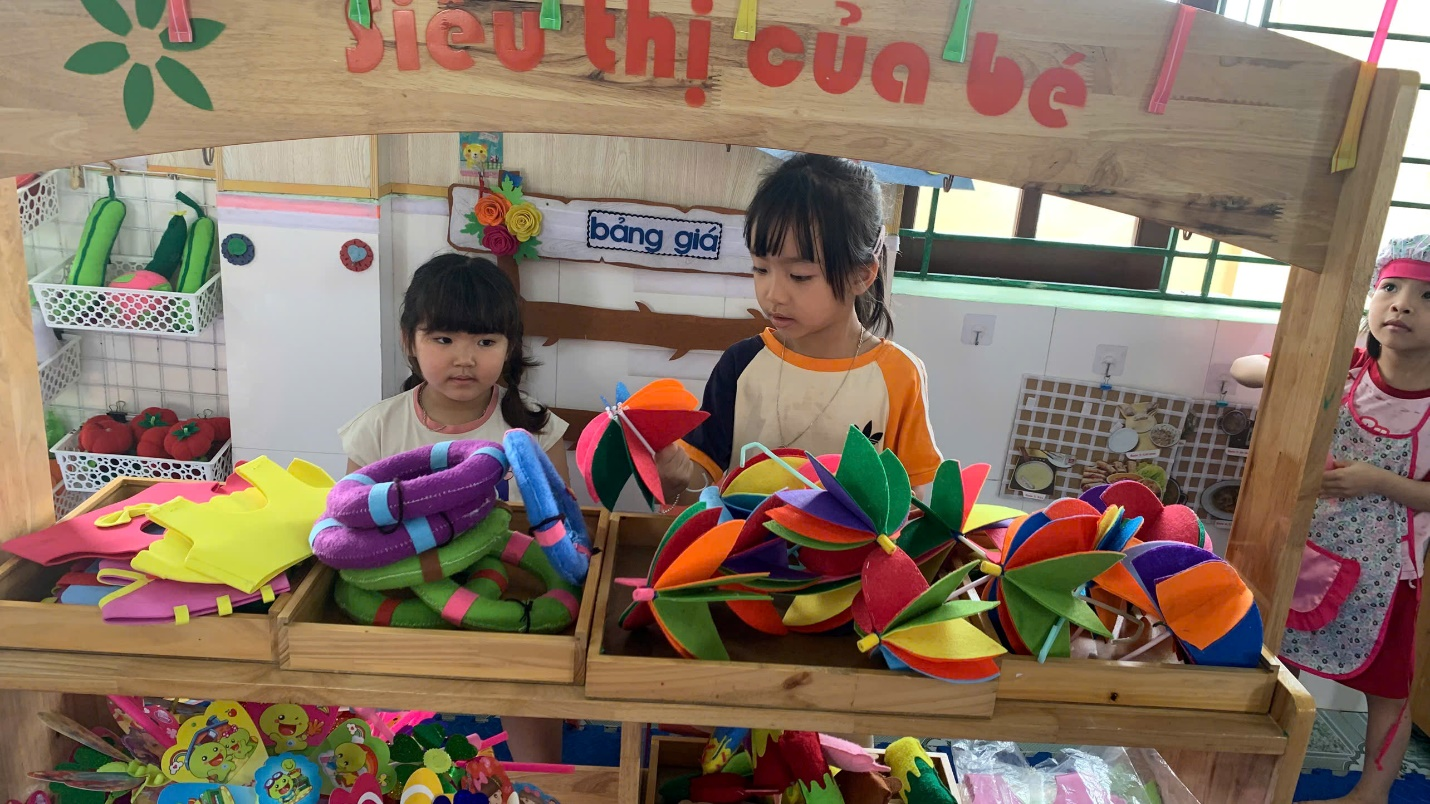 Siêu thị của bé
bảng giá